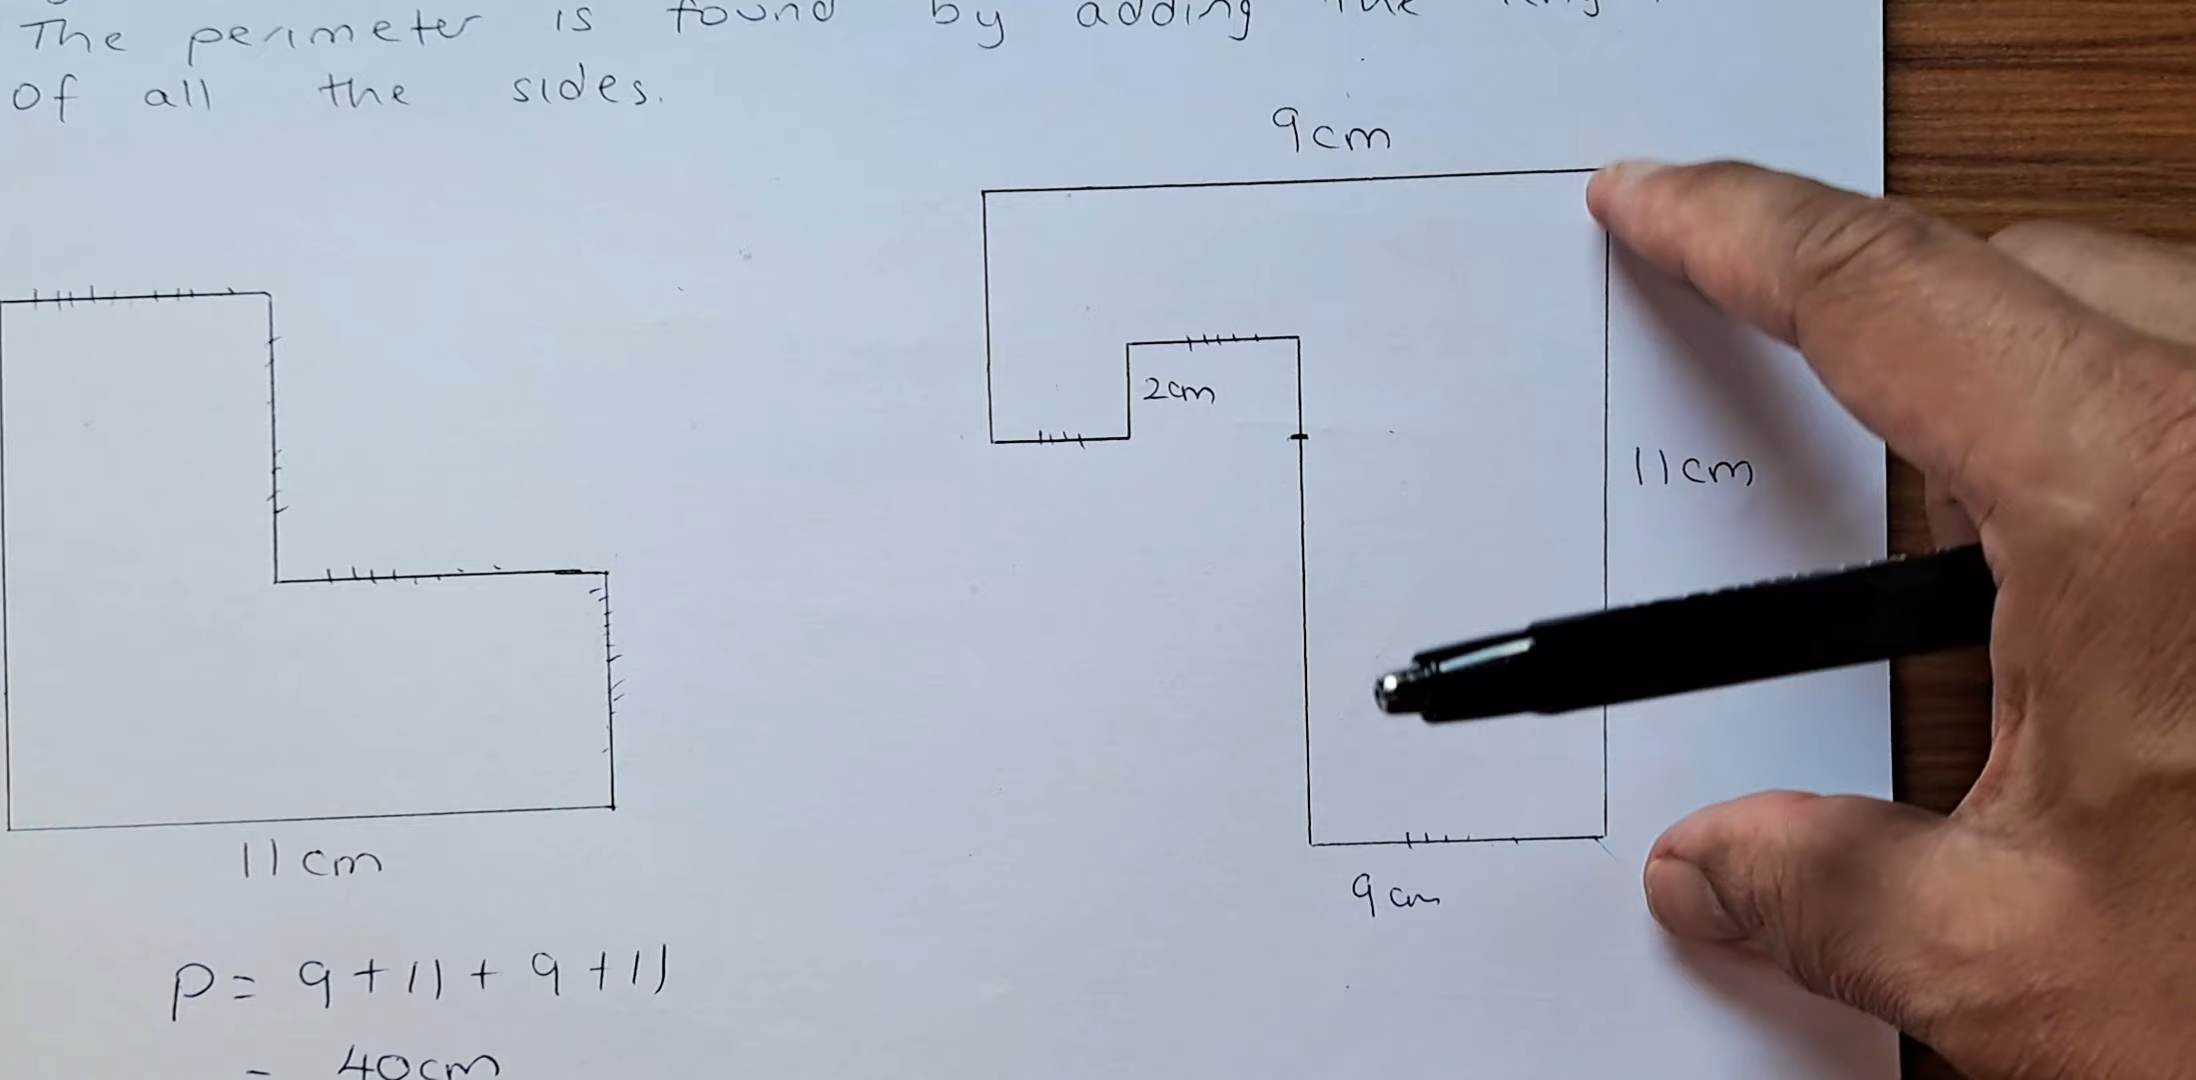 The perimeter is found by adding the
of all the sides.
9cm
2cm
11cm
9cm
11cm
P= 9+11+9+11
= 40cm